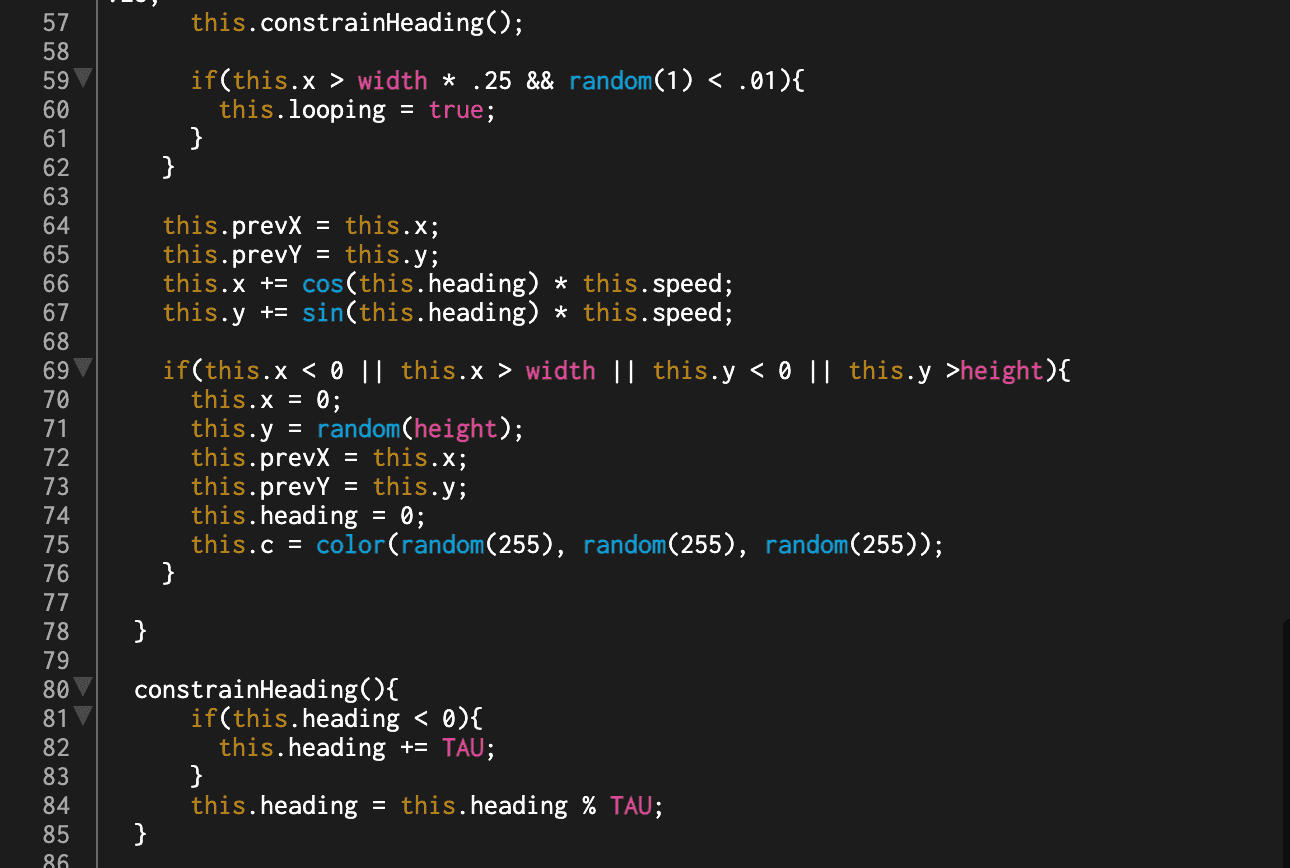 57 this.constrainHeading();
58
59 if(this.x > width * .25 && random(1) < .01){
60 this.looping = true;
61 }
62 }
63
64 this.prevX = this.x;
65 this.prevY = this.y;
66 this.x += cos(this.heading) * this.speed;
67 this.y += sin(this.heading) * this.speed;
68
69 if(this.x < 0 || this.x > width || this.y < 0 || this.y >height){
70 this.x = 0;
71 this.y = random(height);
72 this.prevX = this.x;
73 this.prevY = this.y;
74 this.heading = 0;
75 this.c = color(random(255), random(255), random(255));
76 }
77
78 }
79
80 constrainHeading(){
81 if(this.heading < 0){
82 this.heading += TAU;
83 }
84 this.heading = this.heading % TAU;
85 }
86